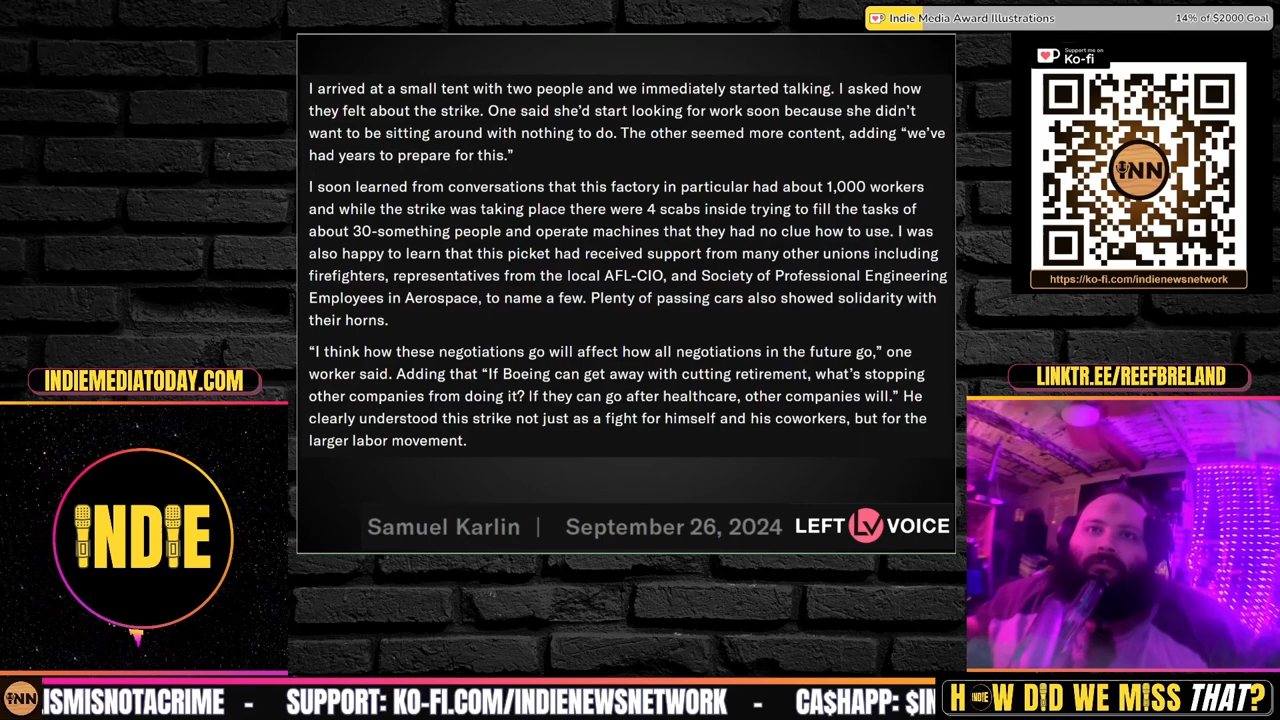 Indie Media Award Illustrations
14% of $2000 Goal
Support me on
Ko-fi
iNN
https://ko-fi.com/indienewsnetwork
I arrived at a small tent with two people and we immediately started talking. I asked how
they felt about the strike. One said she’d start looking for work soon because she didn’t
want to be sitting around with nothing to do. The other seemed more content, adding “we’ve
had years to prepare for this.”
I soon learned from conversations that this factory in particular had about 1,000 workers
and while the strike was taking place there were 4 scabs inside trying to fill the tasks of
about 30-something people and operate machines that they had no clue how to use. I was
also happy to learn that this picket had received support from many other unions including
firefighters, representatives from the local AFL-CIO, and Society of Professional Engineering
Employees in Aerospace, to name a few. Plenty of passing cars also showed solidarity with
their horns.
“I think how these negotiations go will affect how all negotiations in the future go,” one
worker said. Adding that “If Boeing can get away with cutting retirement, what’s stopping
other companies from doing it? If they can go after healthcare, other companies will.” He
clearly understood this strike not just as a fight for himself and his coworkers, but for the
larger labor movement.
Samuel Karlin | September 26, 2024 LEFT LV VOICE
INDIEMEDIATODAY.COM
LINKTR.EE/REEFBRELAND
INDIE
iNN
ISMISNOTACRIME - SUPPORT: KO-FI.COM/INDIENEWSNETWORK - CA$HAPP: $IN
HOW DID WE MISS THAT?
INDIE